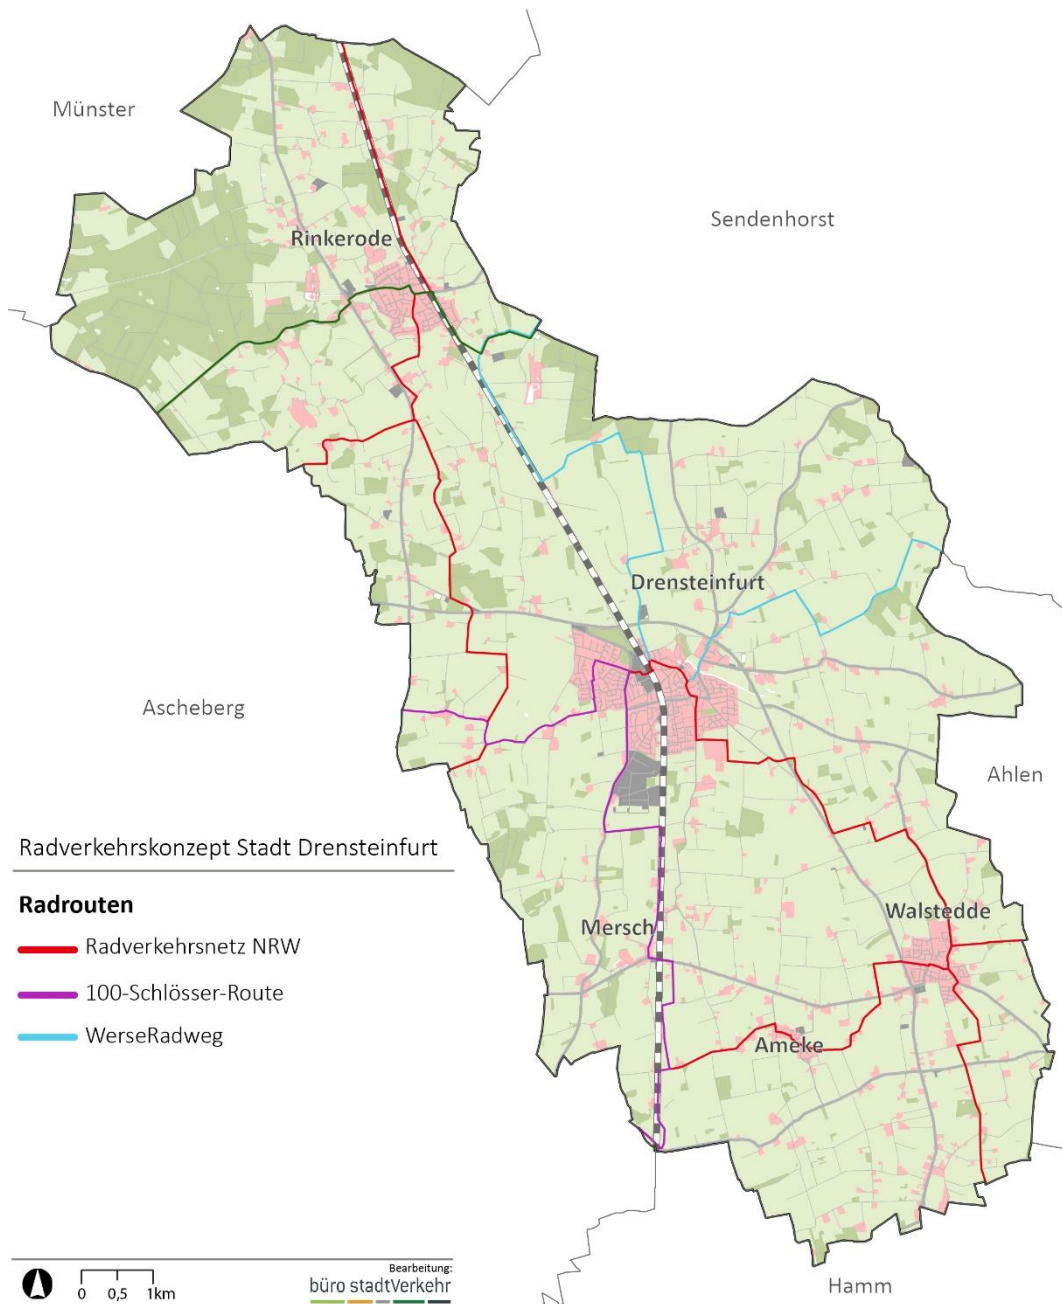 Münster
Sendenhorst
Rinkerode
Drensteinfurt
Ascheberg
Ahlen
Radverkehrskonzept Stadt Drensteinfurt
Radrouten
Radverkehrsnetz NRW
100-Schlösser-Route
WerseRadweg
Walstedde
Mersch
Ameke
Bearbeitung:
büro stadtVerkehr
0 0,5 1km
Hamm